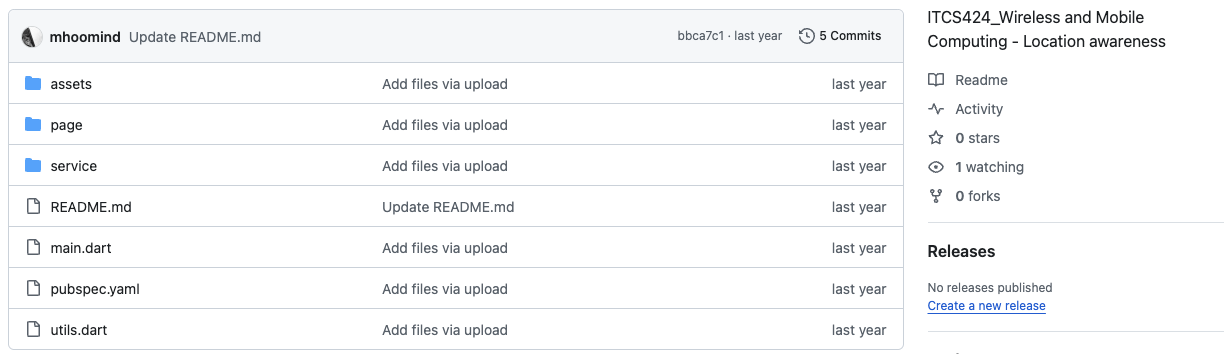 mhoomind Update README.md bbca7c1 · last year 5 Commits
assets Add files via upload last year
page Add files via upload last year
service Add files via upload last year
README.md Update README.md last year
main.dart Add files via upload last year
pubspec.yaml Add files via upload last year
utils.dart Add files via upload last year
ITCS424_Wireless and Mobile
Computing - Location awareness
Readme
Activity
0 stars
1 watching
0 forks
Releases
No releases published
Create a new release